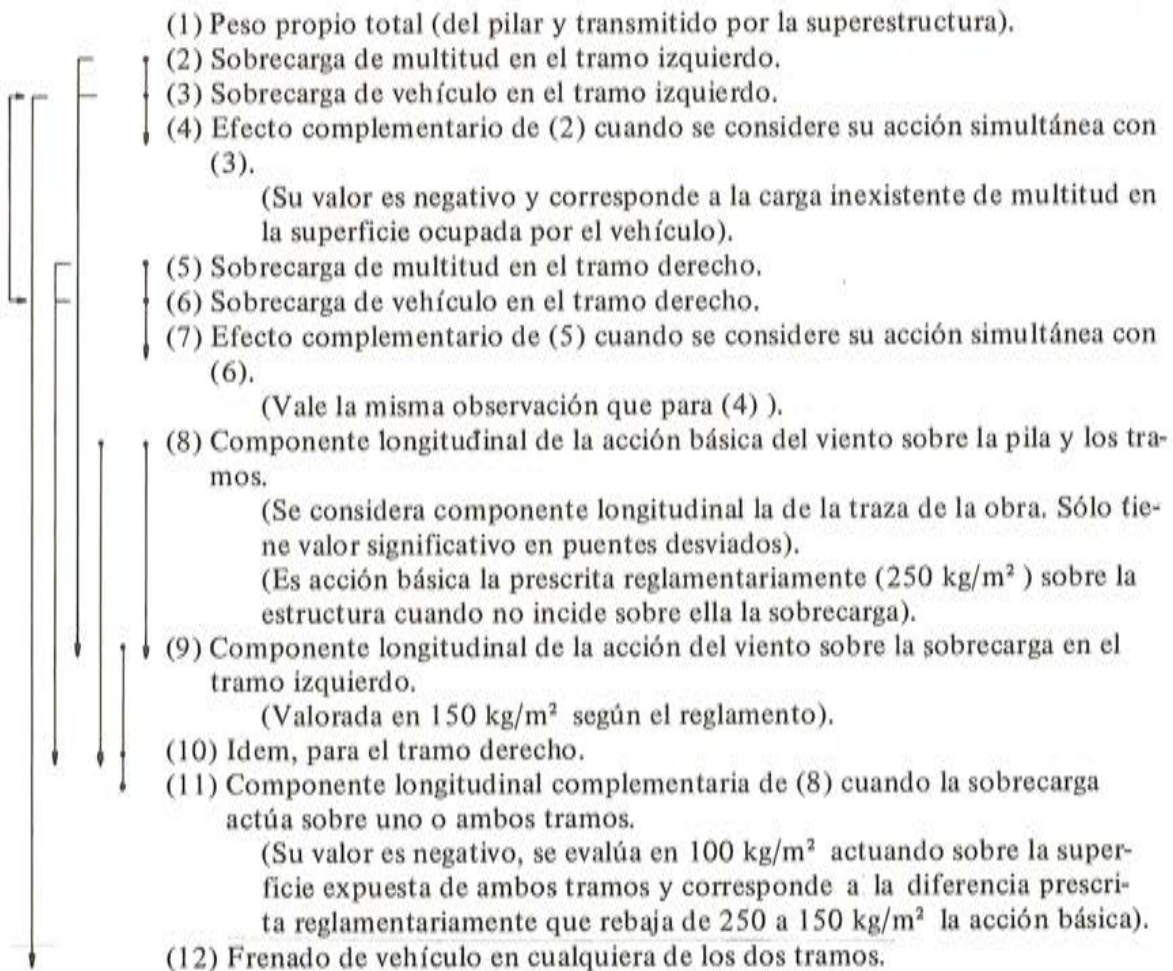 (1) Peso propio total (del pilar y transmitido por la superestructura).
(2) Sobrecarga de multitud en el tramo izquierdo.
(3) Sobrecarga de vehículo en el tramo izquierdo.
(4) Efecto complementario de (2) cuando se considere su acción simultánea con
(3).
(Su valor es negativo y corresponde a la carga inexistente de multitud en
la superficie ocupada por el vehículo).
(5) Sobrecarga de multitud en el tramo derecho.
(6) Sobrecarga de vehículo en el tramo derecho.
(7) Efecto complementario de (5) cuando se considere su acción simultánea con
(6).
(Vale la misma observación que para (4) ).
(8) Componente longitudinal de la acción básica del viento sobre la pila y los tra-
mos.
(Se considera componente longitudinal la de la traza de la obra. Sólo tie-
ne valor significativo en puentes desviados).
(Es acción básica la prescrita reglamentariamente (250 kg/m² ) sobre la
estructura cuando no incide sobre ella la sobrecarga).
(9) Componente longitudinal de la acción del viento sobre la sobrecarga en el
tramo izquierdo.
(Valorada en 150 kg/m² según el reglamento).
(10) Idem, para el tramo derecho.
(11) Componente longitudinal complementaria de (8) cuando la sobrecarga
actúa sobre uno o ambos tramos.
(Su valor es negativo, se evalúa en 100 kg/m² actuando sobre la super-
ficie expuesta de ambos tramos y corresponde a la diferencia prescri-
ta reglamentariamente que rebaja de 250 a 150 kg/m² la acción básica).
(12) Frenado de vehículo en cualquiera de los dos tramos.